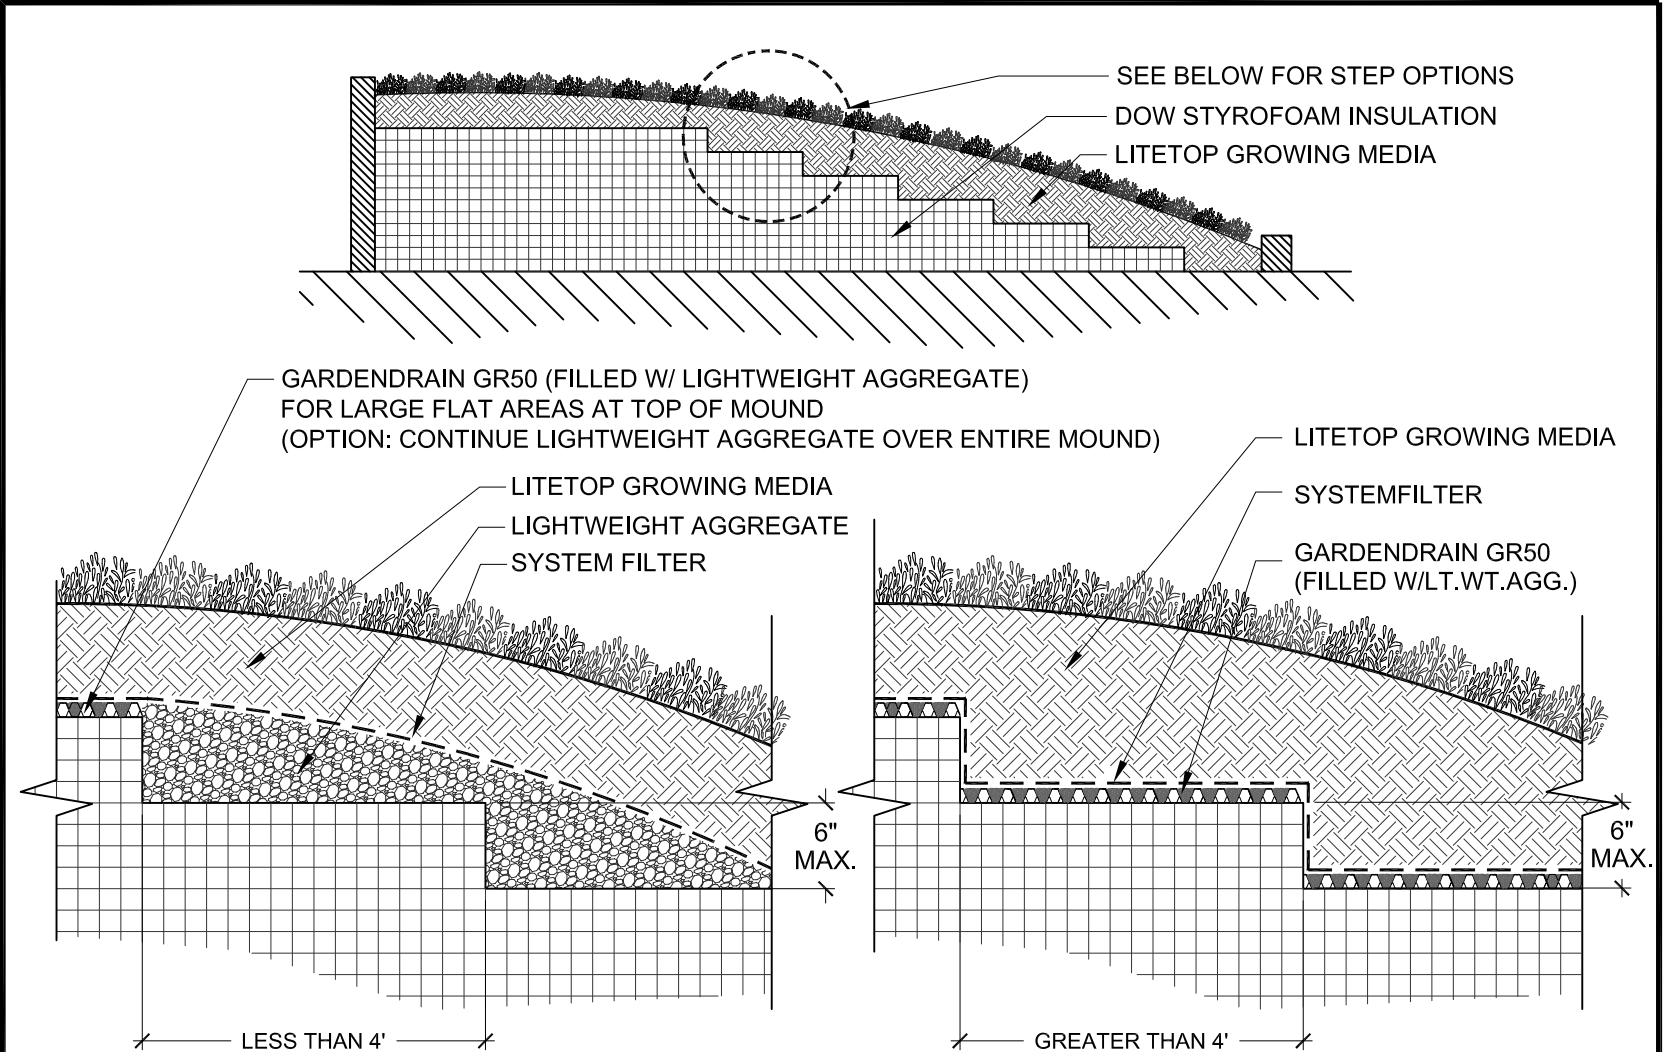 SEE BELOW FOR STEP OPTIONS
DOW STYROFOAM INSULATION
LITETOP GROWING MEDIA
GARDENDRAIN GR50 (FILLED W/ LIGHTWEIGHT AGGREGATE)
FOR LARGE FLAT AREAS AT TOP OF MOUND
(OPTION: CONTINUE LIGHTWEIGHT AGGREGATE OVER ENTIRE MOUND)
LITETOP GROWING MEDIA
LIGHTWEIGHT AGGREGATE
SYSTEM FILTER
6"
MAX.
LESS THAN 4'
LITETOP GROWING MEDIA
SYSTEMFILTER
GARDENDRAIN GR50
(FILLED W/LT.WT.AGG.)
6"
MAX.
GREATER THAN 4'